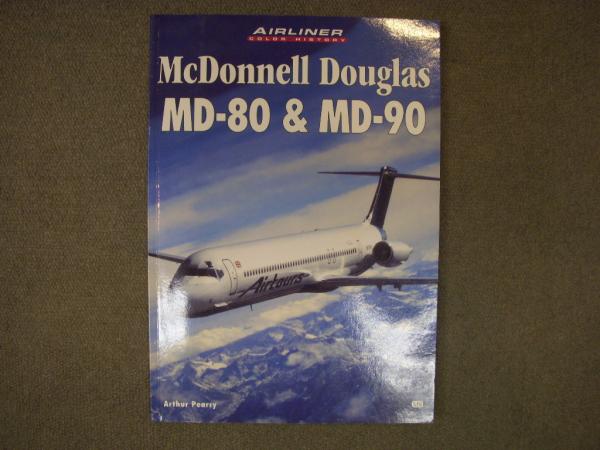 AIRLINER
COLOR HISTORY
McDonnell Douglas
MD-80 & MD-90
Airtours
Arthur Pearcy